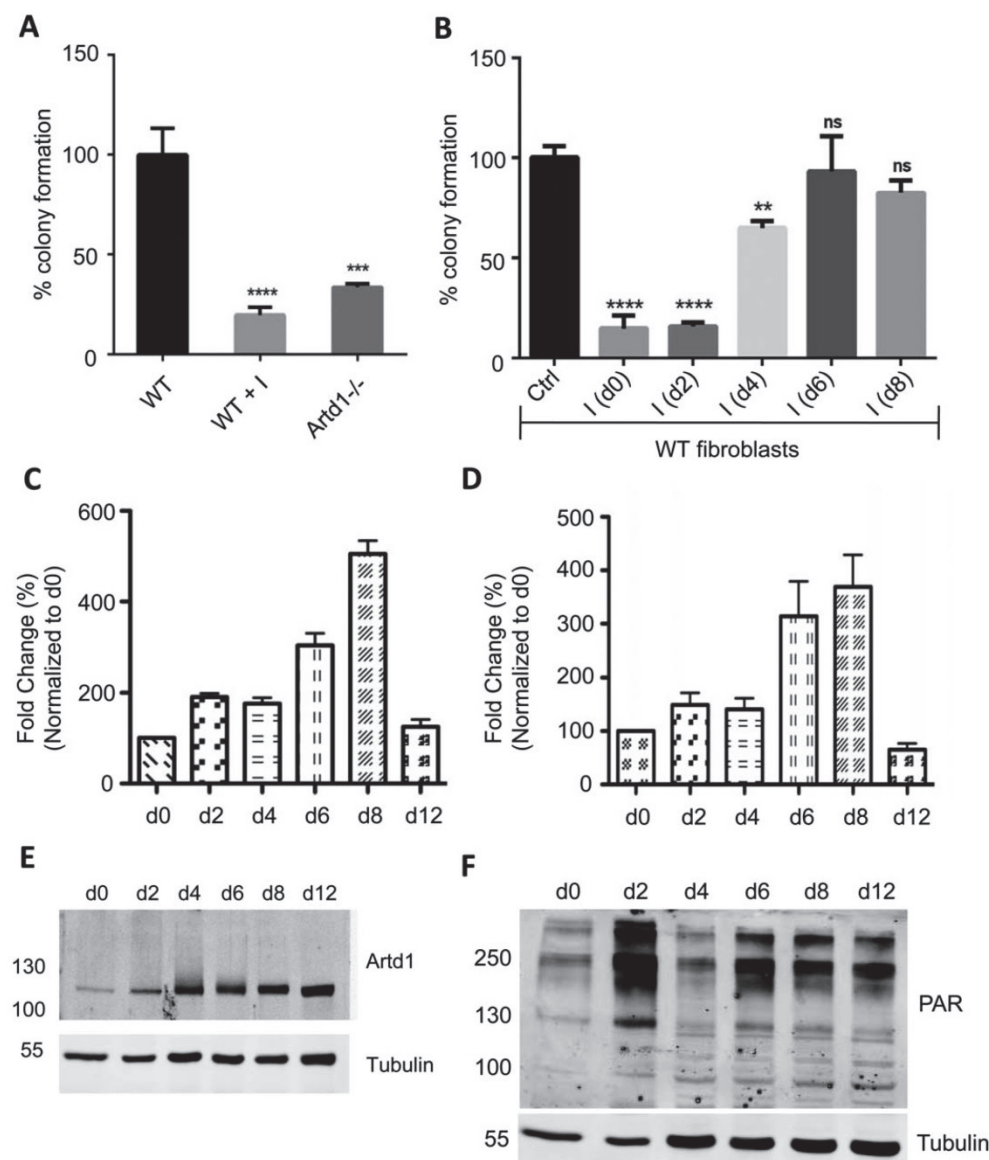 A
% colony formation
150
100
50
0
****
***
WT
WT + I
Artd1-/-
B
% colony formation
150
100
50
0
****
****
**
ns
ns
Ctrl
I (d0)
I (d2)
I (d4)
I (d6)
I (d8)
WT fibroblasts
C
Fold Change (%)
(Normalized to d0)
600
400
200
0
d0 d2 d4 d6 d8 d12
D
Fold Change (%)
(Normalized to d0)
500
400
300
200
100
0
d0 d2 d4 d6 d8 d12
E
d0 d2 d4 d6 d8 d12
130
100
Artd1
55
Tubulin
F
d0 d2 d4 d6 d8 d12
250
130
100
PAR
55
Tubulin